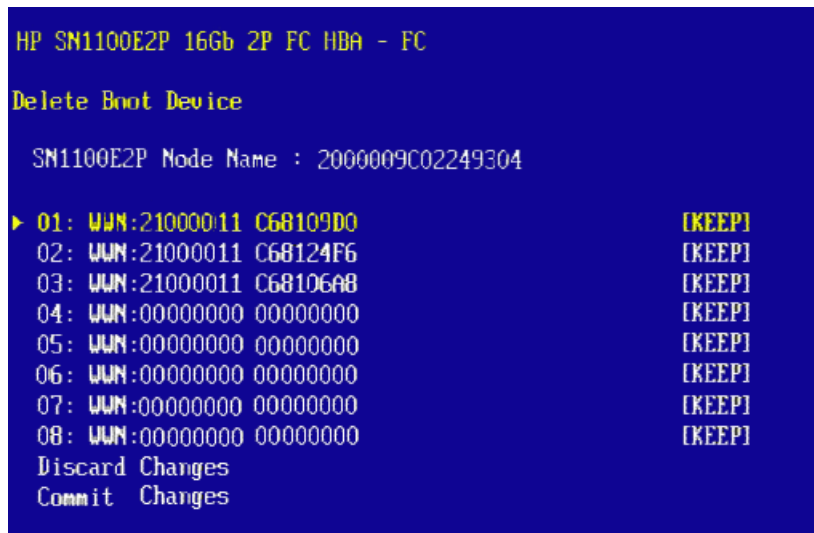 HP SN1100E2P 16Gb 2P FC HBA - FC
Delete Boot Device
SN1100E2P Node Name : 2000009C02249304
01: WWN:21000011 C68109D0 [KEEP]
02: WWN:21000011 C68124F6 [KEEP]
03: WWN:21000011 C68106A8 [KEEP]
04: WWN:00000000 00000000 [KEEP]
05: WWN:00000000 00000000 [KEEP]
06: WWN:00000000 00000000 [KEEP]
07: WWN:00000000 00000000 [KEEP]
08: WWN:00000000 00000000 [KEEP]
Discard Changes
Commit Changes